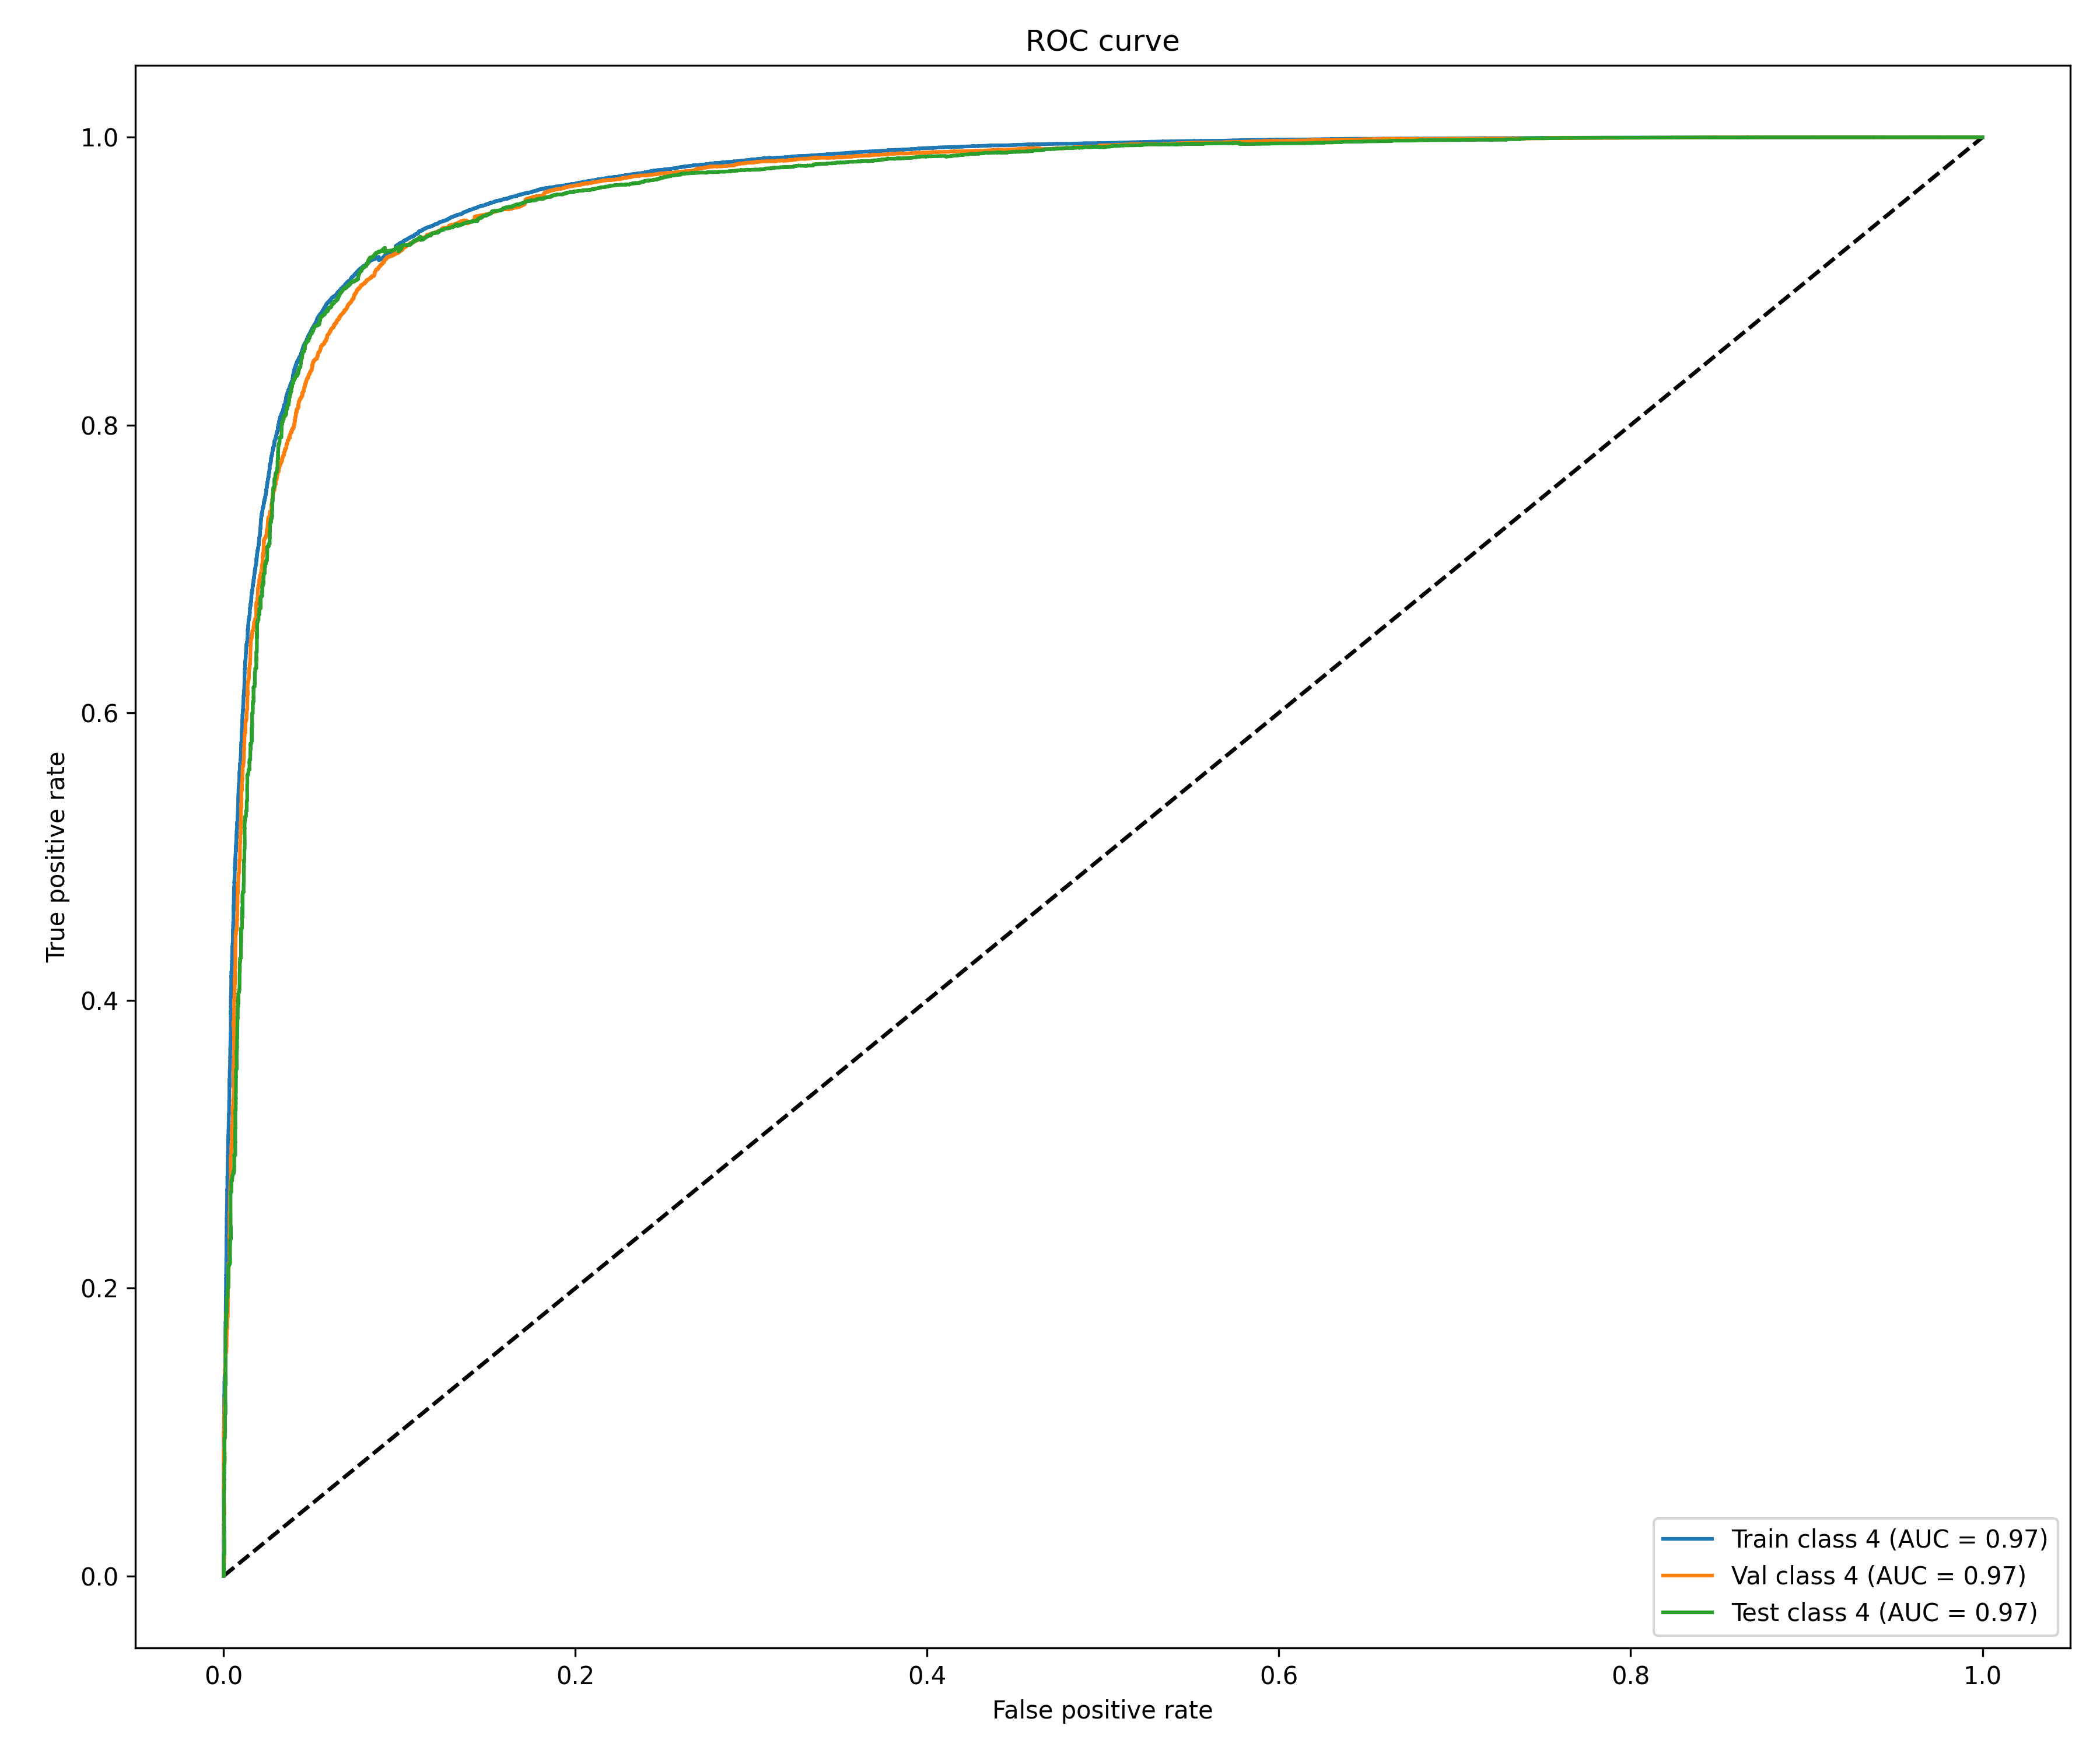 ROC curve
1.0
0.8
0.6
0.4
0.2
0.0
True positive rate
0.0 0.2 0.4 0.6 0.8 1.0
False positive rate
Train class 4 (AUC = 0.97)
Val class 4 (AUC = 0.97)
Test class 4 (AUC = 0.97)